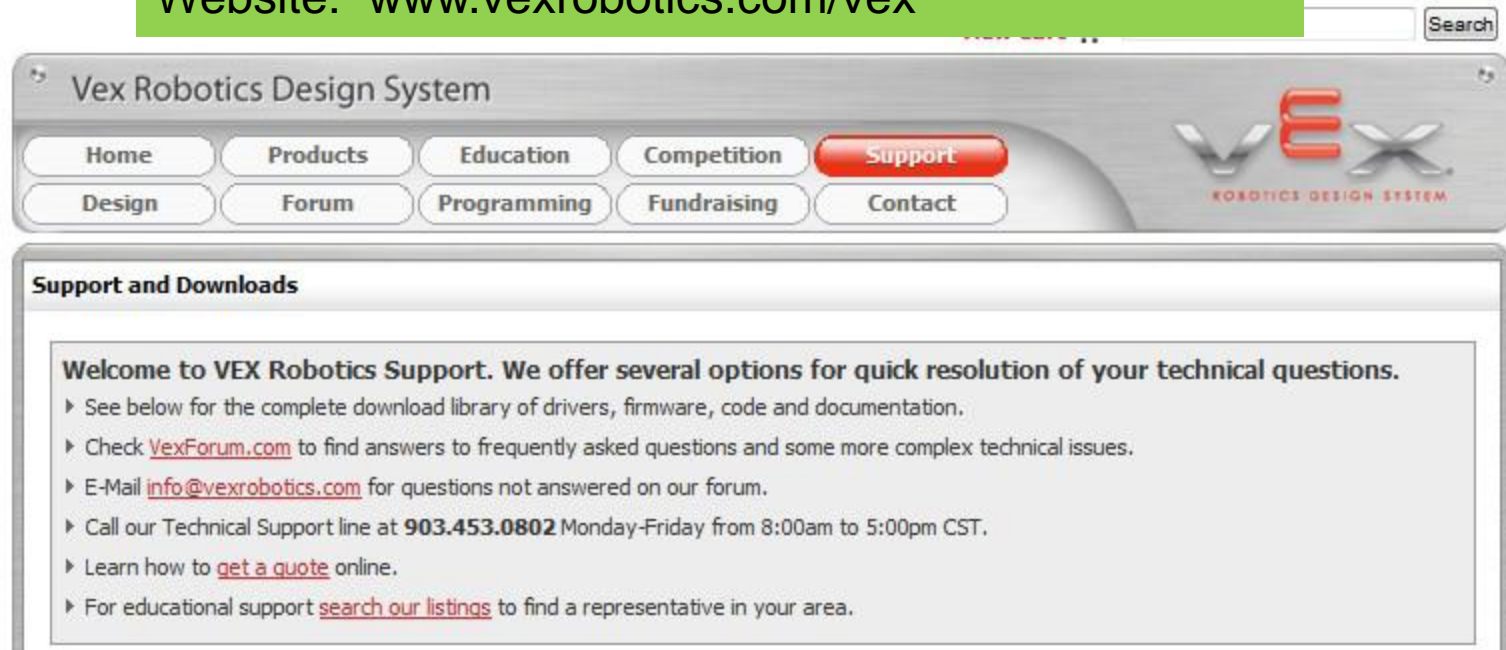 Website: www.vexrobotics.com/vex
Search
Vex Robotics Design System
Home Products Education Competition Support
Design Forum Programming Fundraising Contact
VEX
ROBOTICS DESIGN SYSTEM
Support and Downloads
Welcome to VEX Robotics Support. We offer several options for quick resolution of your technical questions.
See below for the complete download library of drivers, firmware, code and documentation.
Check VexForum.com to find answers to frequently asked questions and some more complex technical issues.
E-Mail info@vexrobotics.com for questions not answered on our forum.
Call our Technical Support line at 903.453.0802 Monday-Friday from 8:00am to 5:00pm CST.
Learn how to get a quote online.
For educational support search our listings to find a representative in your area.